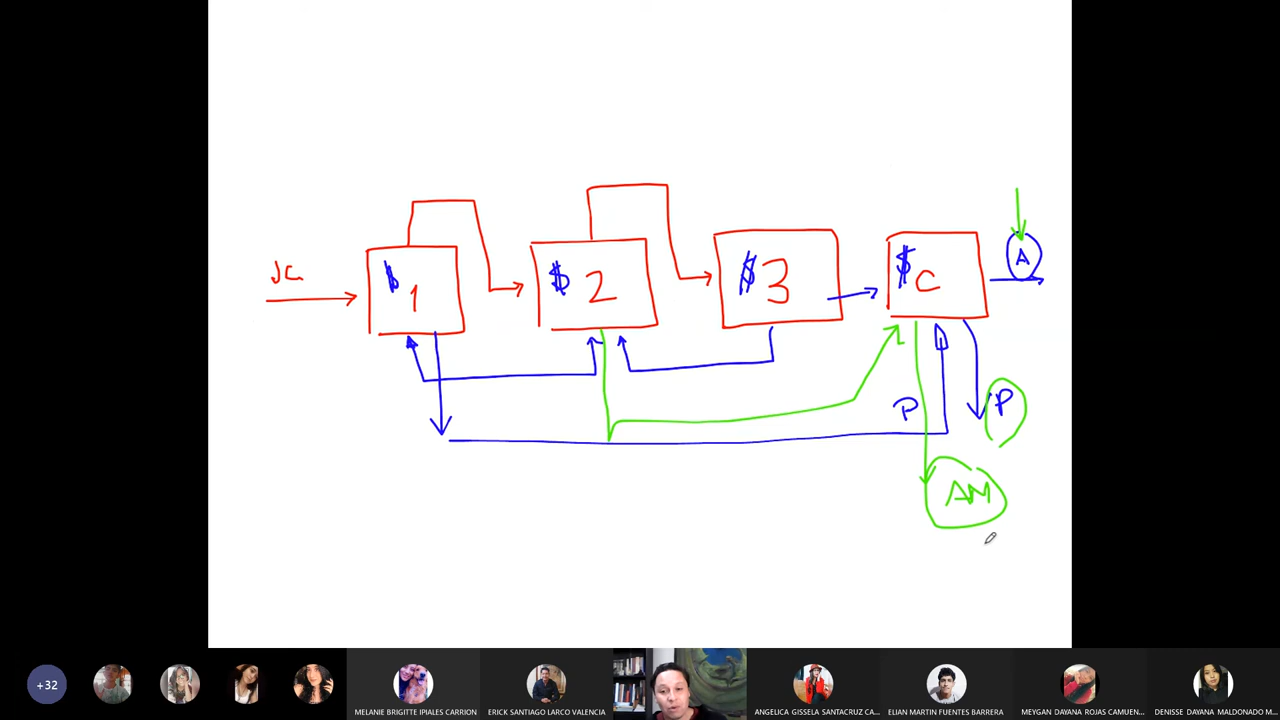 $ 1
$ 2
$ 3
$ C
A
P
P
AM
+32
MELANIE BRIGITTE IPIALES CARRION
ERICK SANTIAGO LARCO VALENCIA
ANGELICA GISSELA SANTACRUZ CA...
ELIAN MARTIN FUENTES BARRERA
MEYGAN DAYANA ROJAS CAMUEN...
DENISSE DAYANA MALDONADO M...